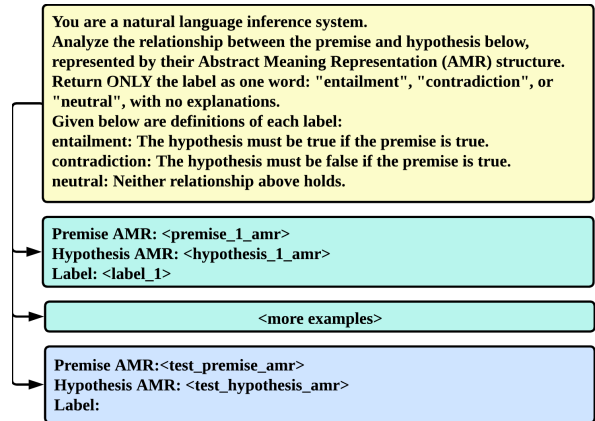 You are a natural language inference system.
Analyze the relationship between the premise and hypothesis below,
represented by their Abstract Meaning Representation (AMR) structure.
Return ONLY the label as one word: "entailment", "contradiction", or
"neutral", with no explanations.
Given below are definitions of each label:
entailment: The hypothesis must be true if the premise is true.
contradiction: The hypothesis must be false if the premise is true.
neutral: Neither relationship above holds.
Premise AMR: <premise_1_amr>
Hypothesis AMR: <hypothesis_1_amr>
Label: <label_1>
<more examples>
Premise AMR:<test_premise_amr>
Hypothesis AMR: <test_hypothesis_amr>
Label: